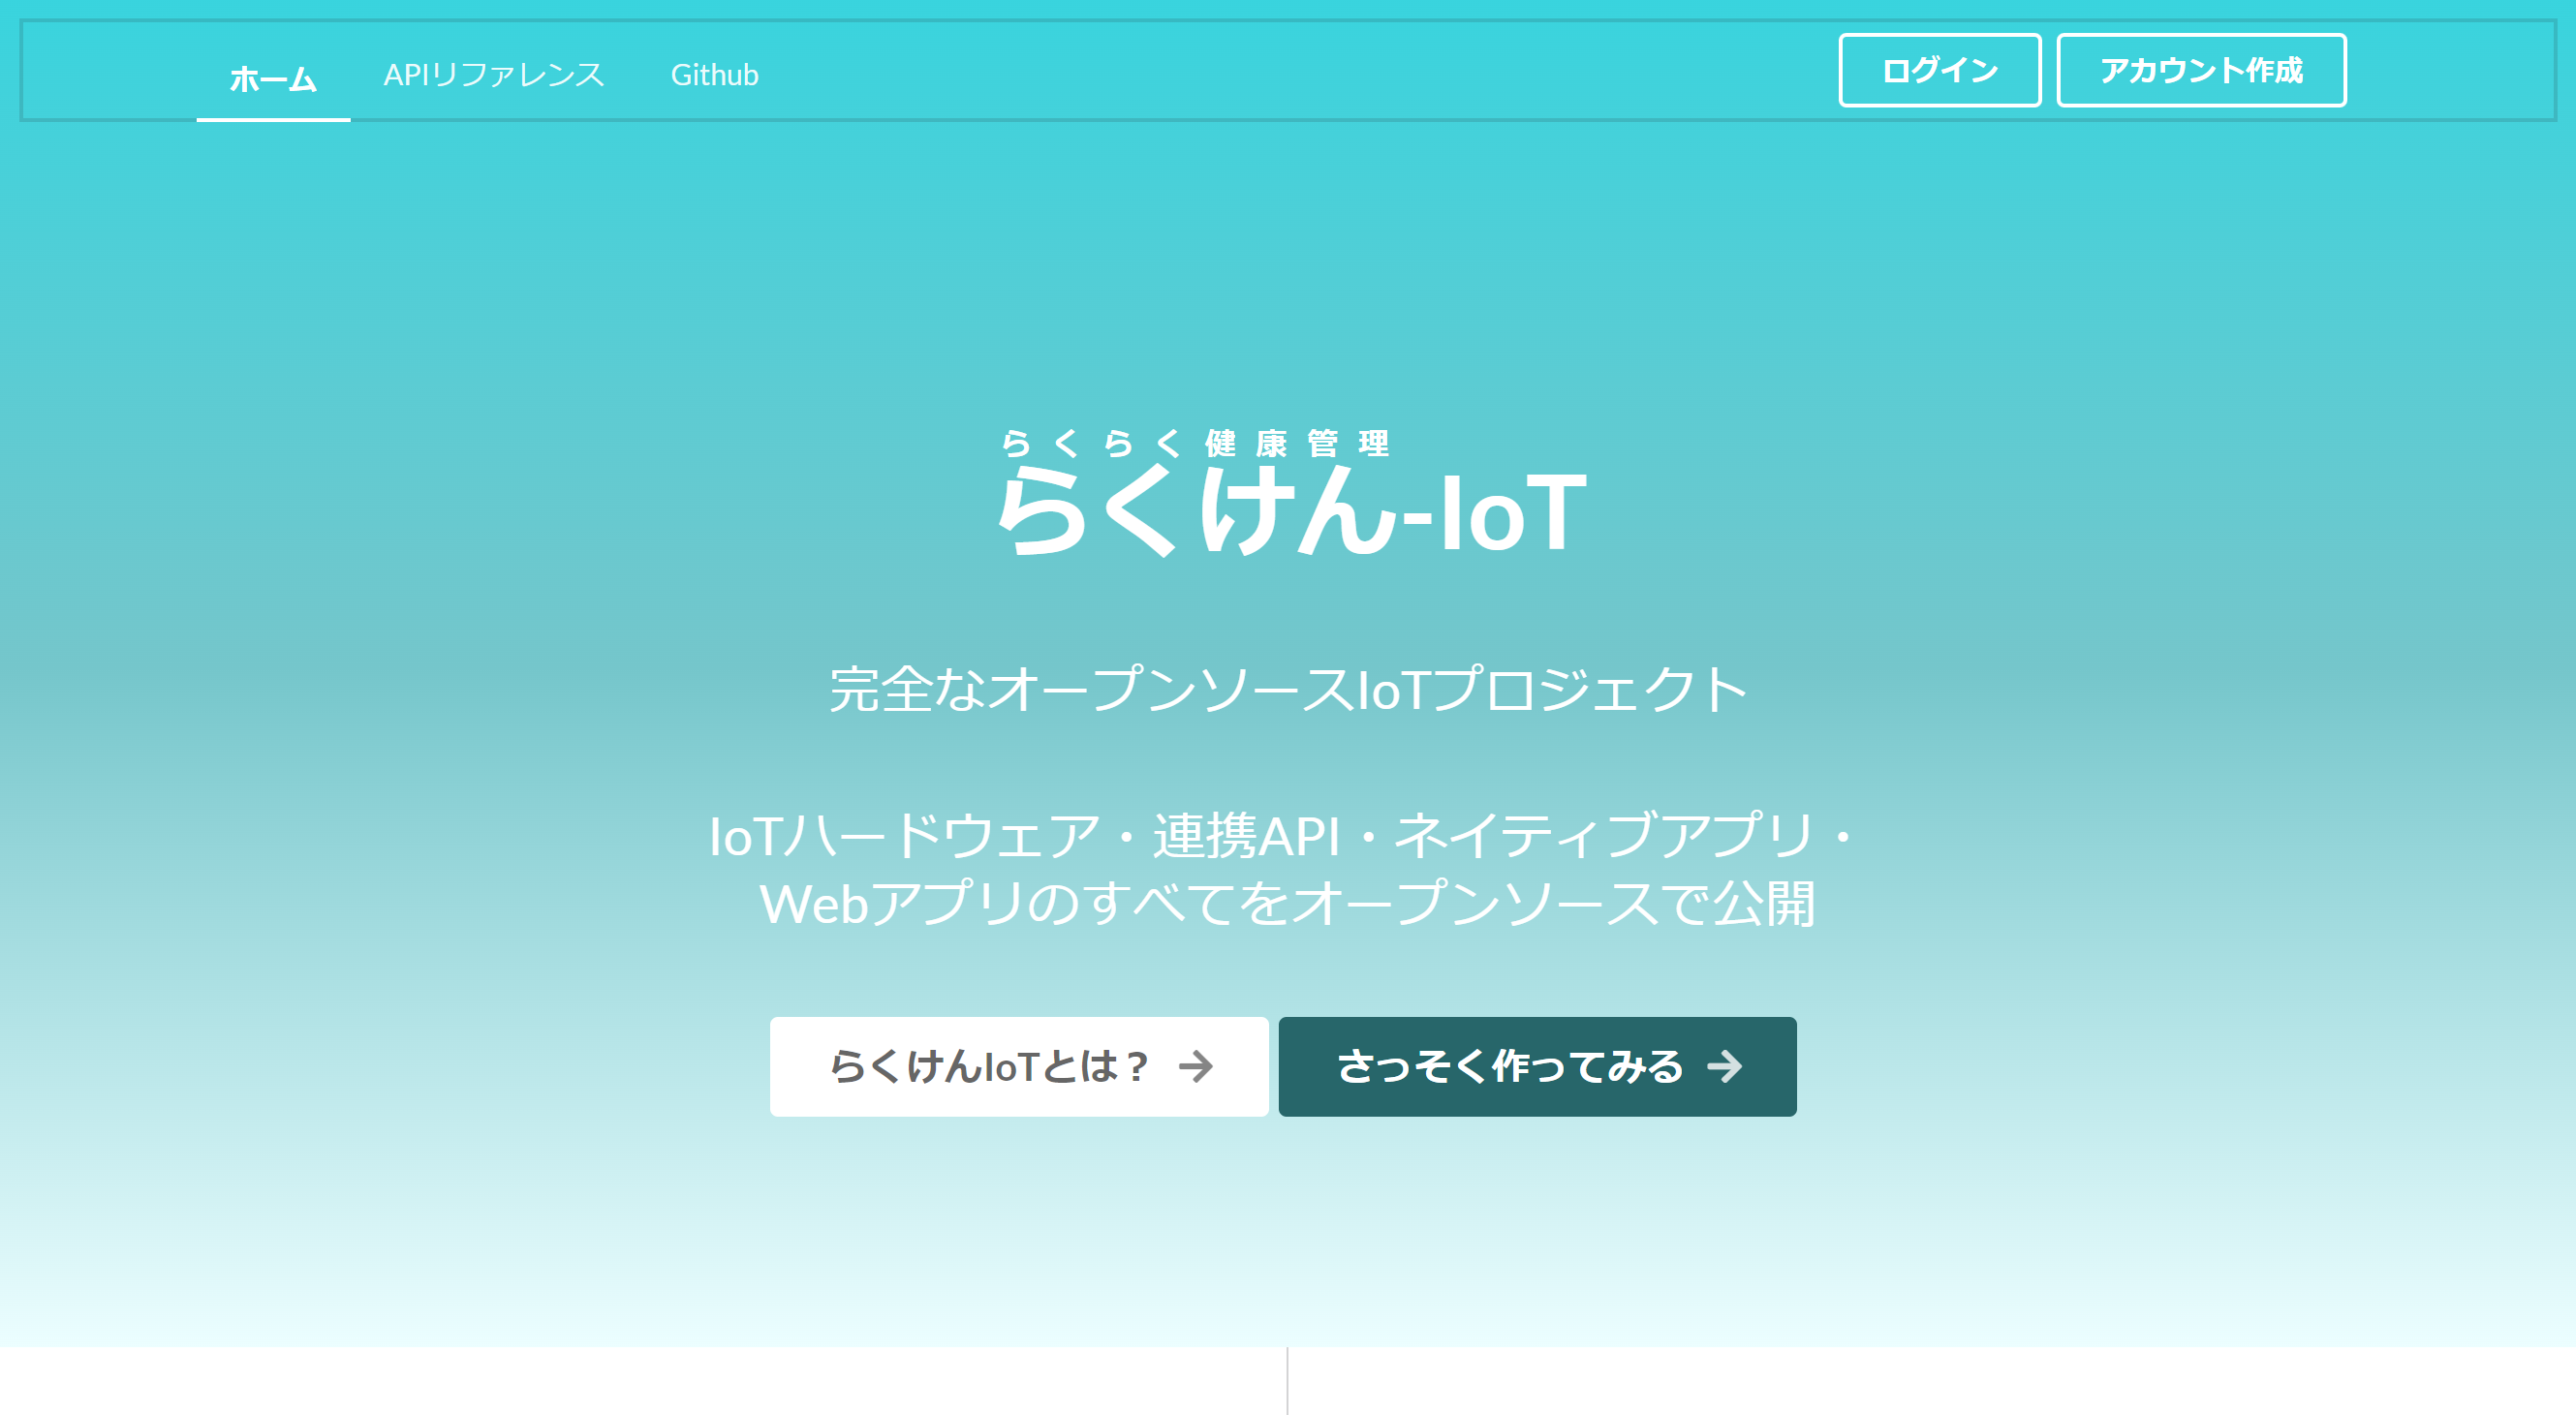 ホーム APIリファレンス Github ログイン アカウント作成
らくらく健康管理
らくけん-IoT
完全なオープンソースIoTプロジェクト
IoTハードウェア・連携API・ネイティブアプリ・
Webアプリのすべてをオープンソースで公開
らくけんIoTとは？ さっそく作ってみる